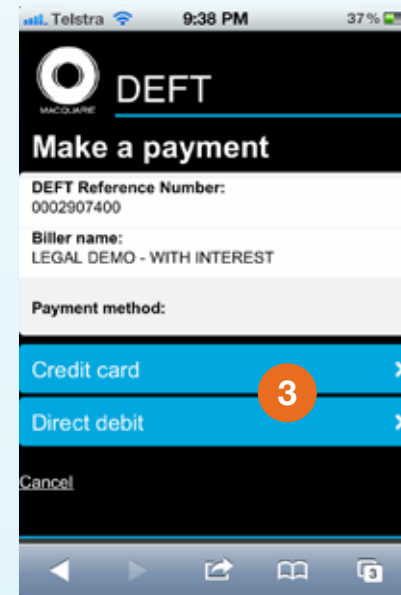 Telstra 9:38 PM 37%
MACQUARIE
DEFT
Make a payment
DEFT Reference Number:
0002907400
Biller name:
LEGAL DEMO - WITH INTEREST
Payment method:
Credit card
3
Direct debit
Cancel
3